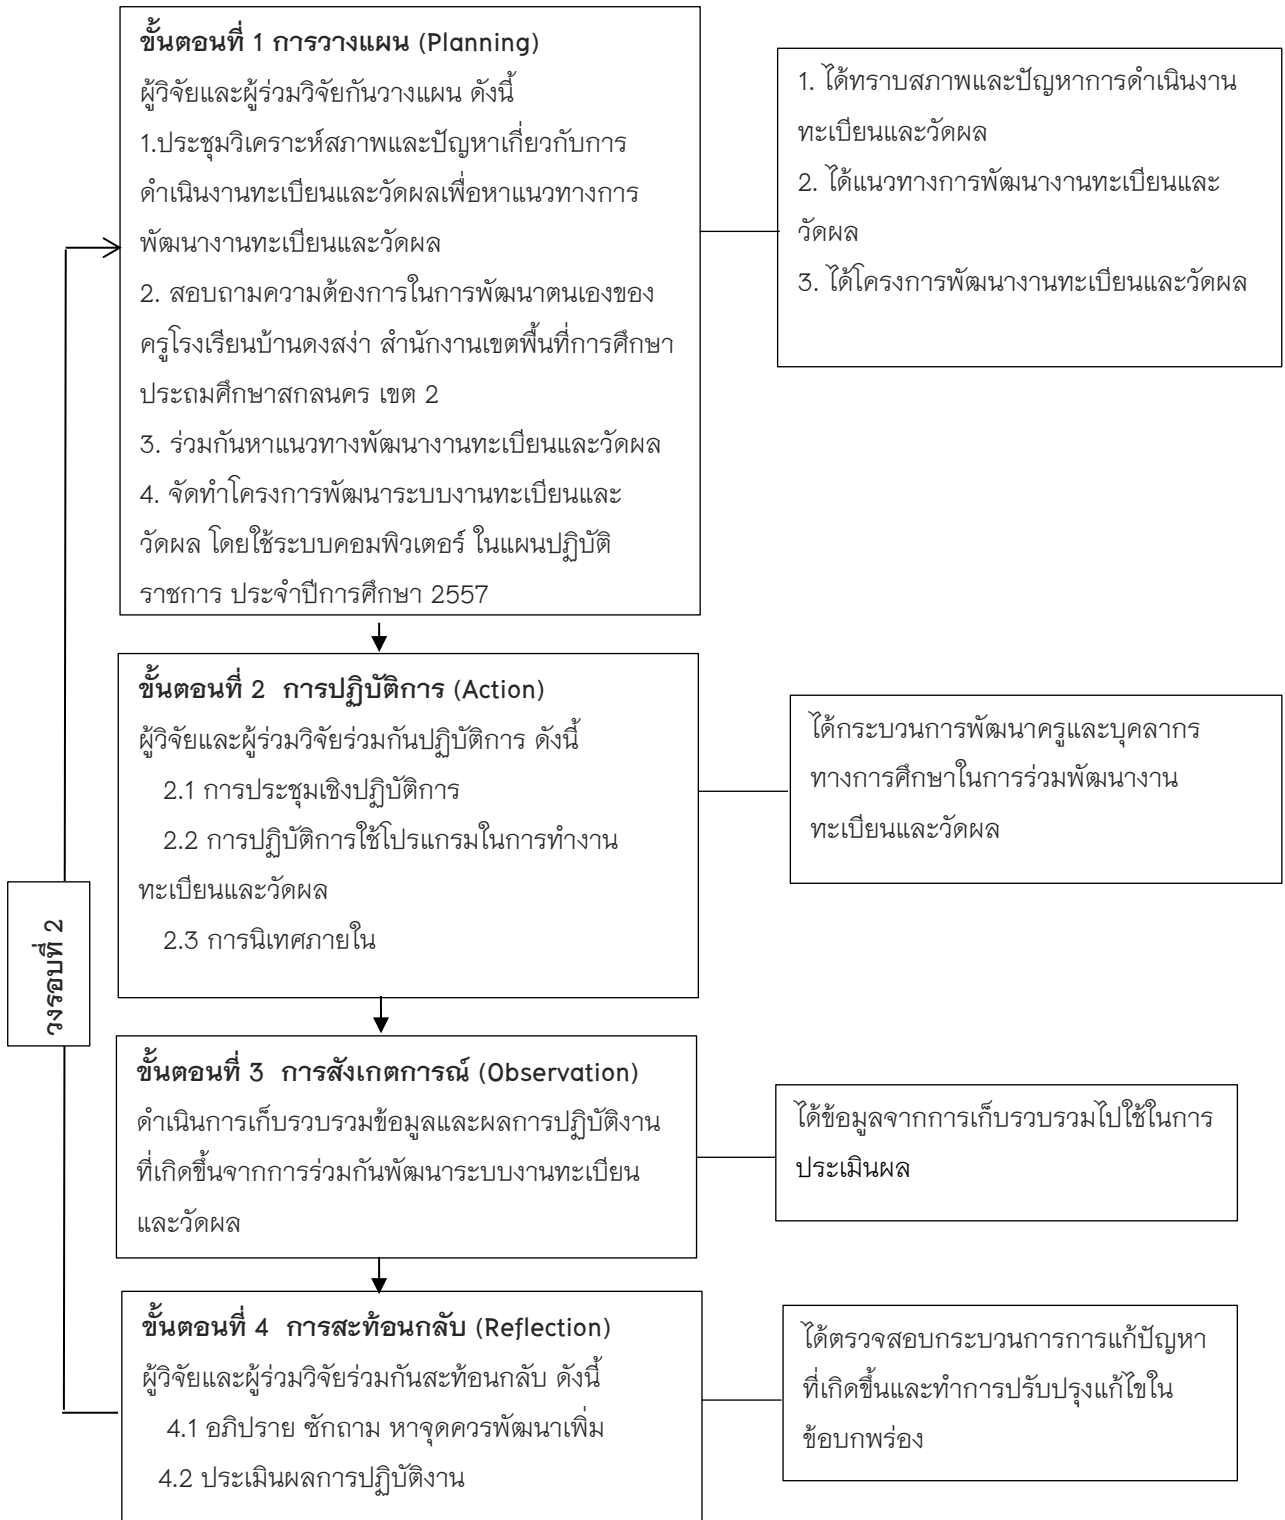 ขั้นตอนที่ 1 การวางแผน (Planning)
ผู้วิจัยและผู้ร่วมวิจัยกันวางแผน ดังนี้
1.ประชุมวิเคราะห์สภาพและปัญหาเกี่ยวกับการ
ดำเนินงานทะเบียนและวัดผลเพื่อหาแนวทางการ
พัฒนางานทะเบียนและวัดผล
2. สอบถามความต้องการในการพัฒนาตนเองของ
ครูโรงเรียนบ้านดงสง่า สำนักงานเขตพื้นที่การศึกษา
ประถมศึกษาสกลนคร เขต 2
3. ร่วมกันหาแนวทางพัฒนางานทะเบียนและวัดผล
4. จัดทำโครงการพัฒนาระบบงานทะเบียนและ
วัดผล โดยใช้ระบบคอมพิวเตอร์ ในแผนปฏิบัติ
ราชการ ประจำปีการศึกษา 2557
1. ได้ทราบสภาพและปัญหาการดำเนินงาน
ทะเบียนและวัดผล
2. ได้แนวทางการพัฒนางานทะเบียนและ
วัดผล
3. ได้โครงการพัฒนางานทะเบียนและวัดผล
ขั้นตอนที่ 2 การปฏิบัติการ (Action)
ผู้วิจัยและผู้ร่วมวิจัยร่วมกันปฏิบัติการ ดังนี้
2.1 การประชุมเชิงปฏิบัติการ
2.2 การปฏิบัติการใช้โปรแกรมในการทำงาน
ทะเบียนและวัดผล
2.3 การนิเทศภายใน
ได้กระบวนการพัฒนาครูและบุคลากร
ทางการศึกษาในการร่วมพัฒนางาน
ทะเบียนและวัดผล
วงรอบที่ 2
ขั้นตอนที่ 3 การสังเกตการณ์ (Observation)
ดำเนินการเก็บรวบรวมข้อมูลและผลการปฏิบัติงาน
ที่เกิดขึ้นจากการร่วมกันพัฒนาระบบงานทะเบียน
และวัดผล
ได้ข้อมูลจากการเก็บรวบรวมไปใช้ในการ
ประเมินผล
ขั้นตอนที่ 4 การสะท้อนกลับ (Reflection)
ผู้วิจัยและผู้ร่วมวิจัยร่วมกันสะท้อนกลับ ดังนี้
4.1 อภิปราย ซักถาม หาจุดควรพัฒนาเพิ่ม
4.2 ประเมินผลการปฏิบัติงาน
ได้ตรวจสอบกระบวนการการแก้ปัญหา
ที่เกิดขึ้นและทำการปรับปรุงแก้ไขใน
ข้อบกพร่อง